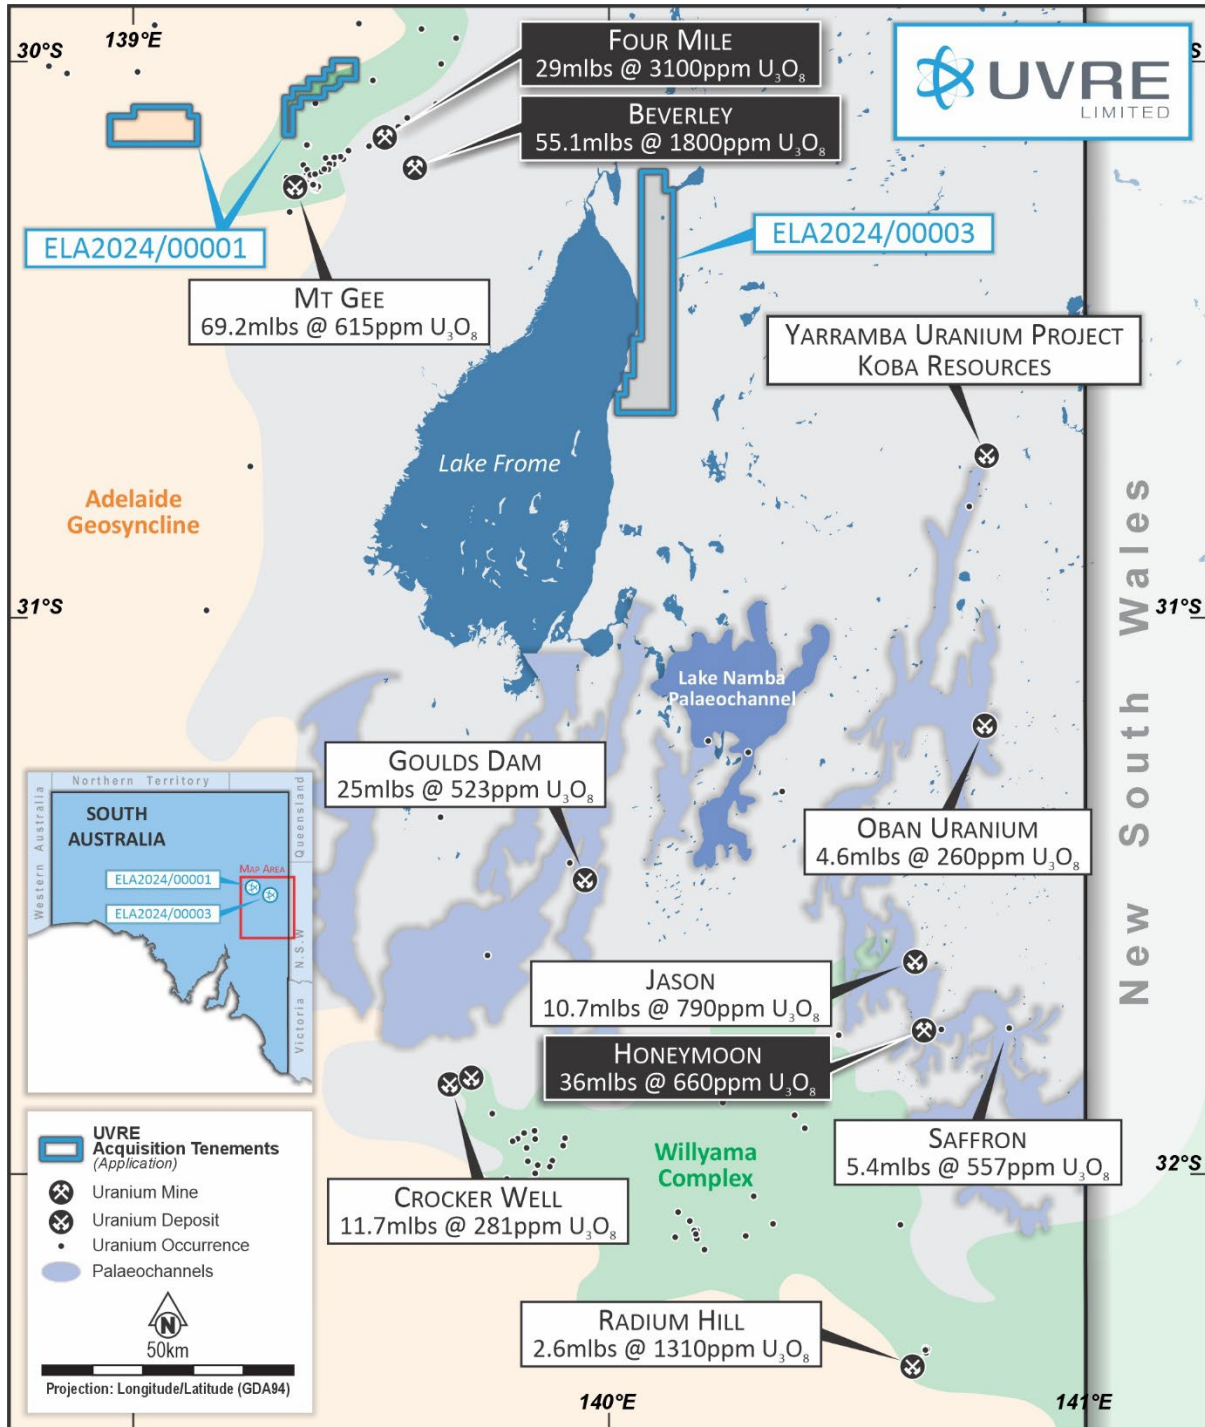 30°S
139°E
FOUR MILE
29mlbs @ 3100ppm U₃O₈
BEVERLEY
55.1mlbs @ 1800ppm U₃O₈
UVRE
LIMITED
°S
ELA2024/00001
ELA2024/00003
MT GEE
69.2mlbs @ 615ppm U₃O₈
YARRAMBA URANIUM PROJECT
KOBA RESOURCES
Lake Frome
Adelaide
Geosyncline
31°S
31°S
New South Wales
Lake Namba
Palaeochannel
GOULDS DAM
25mlbs @ 523ppm U₃O₈
OBAN URANIUM
4.6mlbs @ 260ppm U₃O₈
Northern Territory
SOUTH
AUSTRALIA
Western Australia
Queensland
MAP AREA
ELA2024/00001
ELA2024/00003
N.S.W
Victoria
JASON
10.7mlbs @ 790ppm U₃O₈
HONEYMOON
36mlbs @ 660ppm U₃O₈
SAFFRON
5.4mlbs @ 557ppm U₃O₈
Willyama
Complex
32°S
CROCKER WELL
11.7mlbs @ 281ppm U₃O₈
RADIUM HILL
2.6mlbs @ 1310ppm U₃O₈
UVRE
Acquisition Tenements
(Application)
Uranium Mine
Uranium Deposit
Uranium Occurrence
Palaeochannels
N
50km
Projection: Longitude/Latitude (GDA94)
140°E
141°E